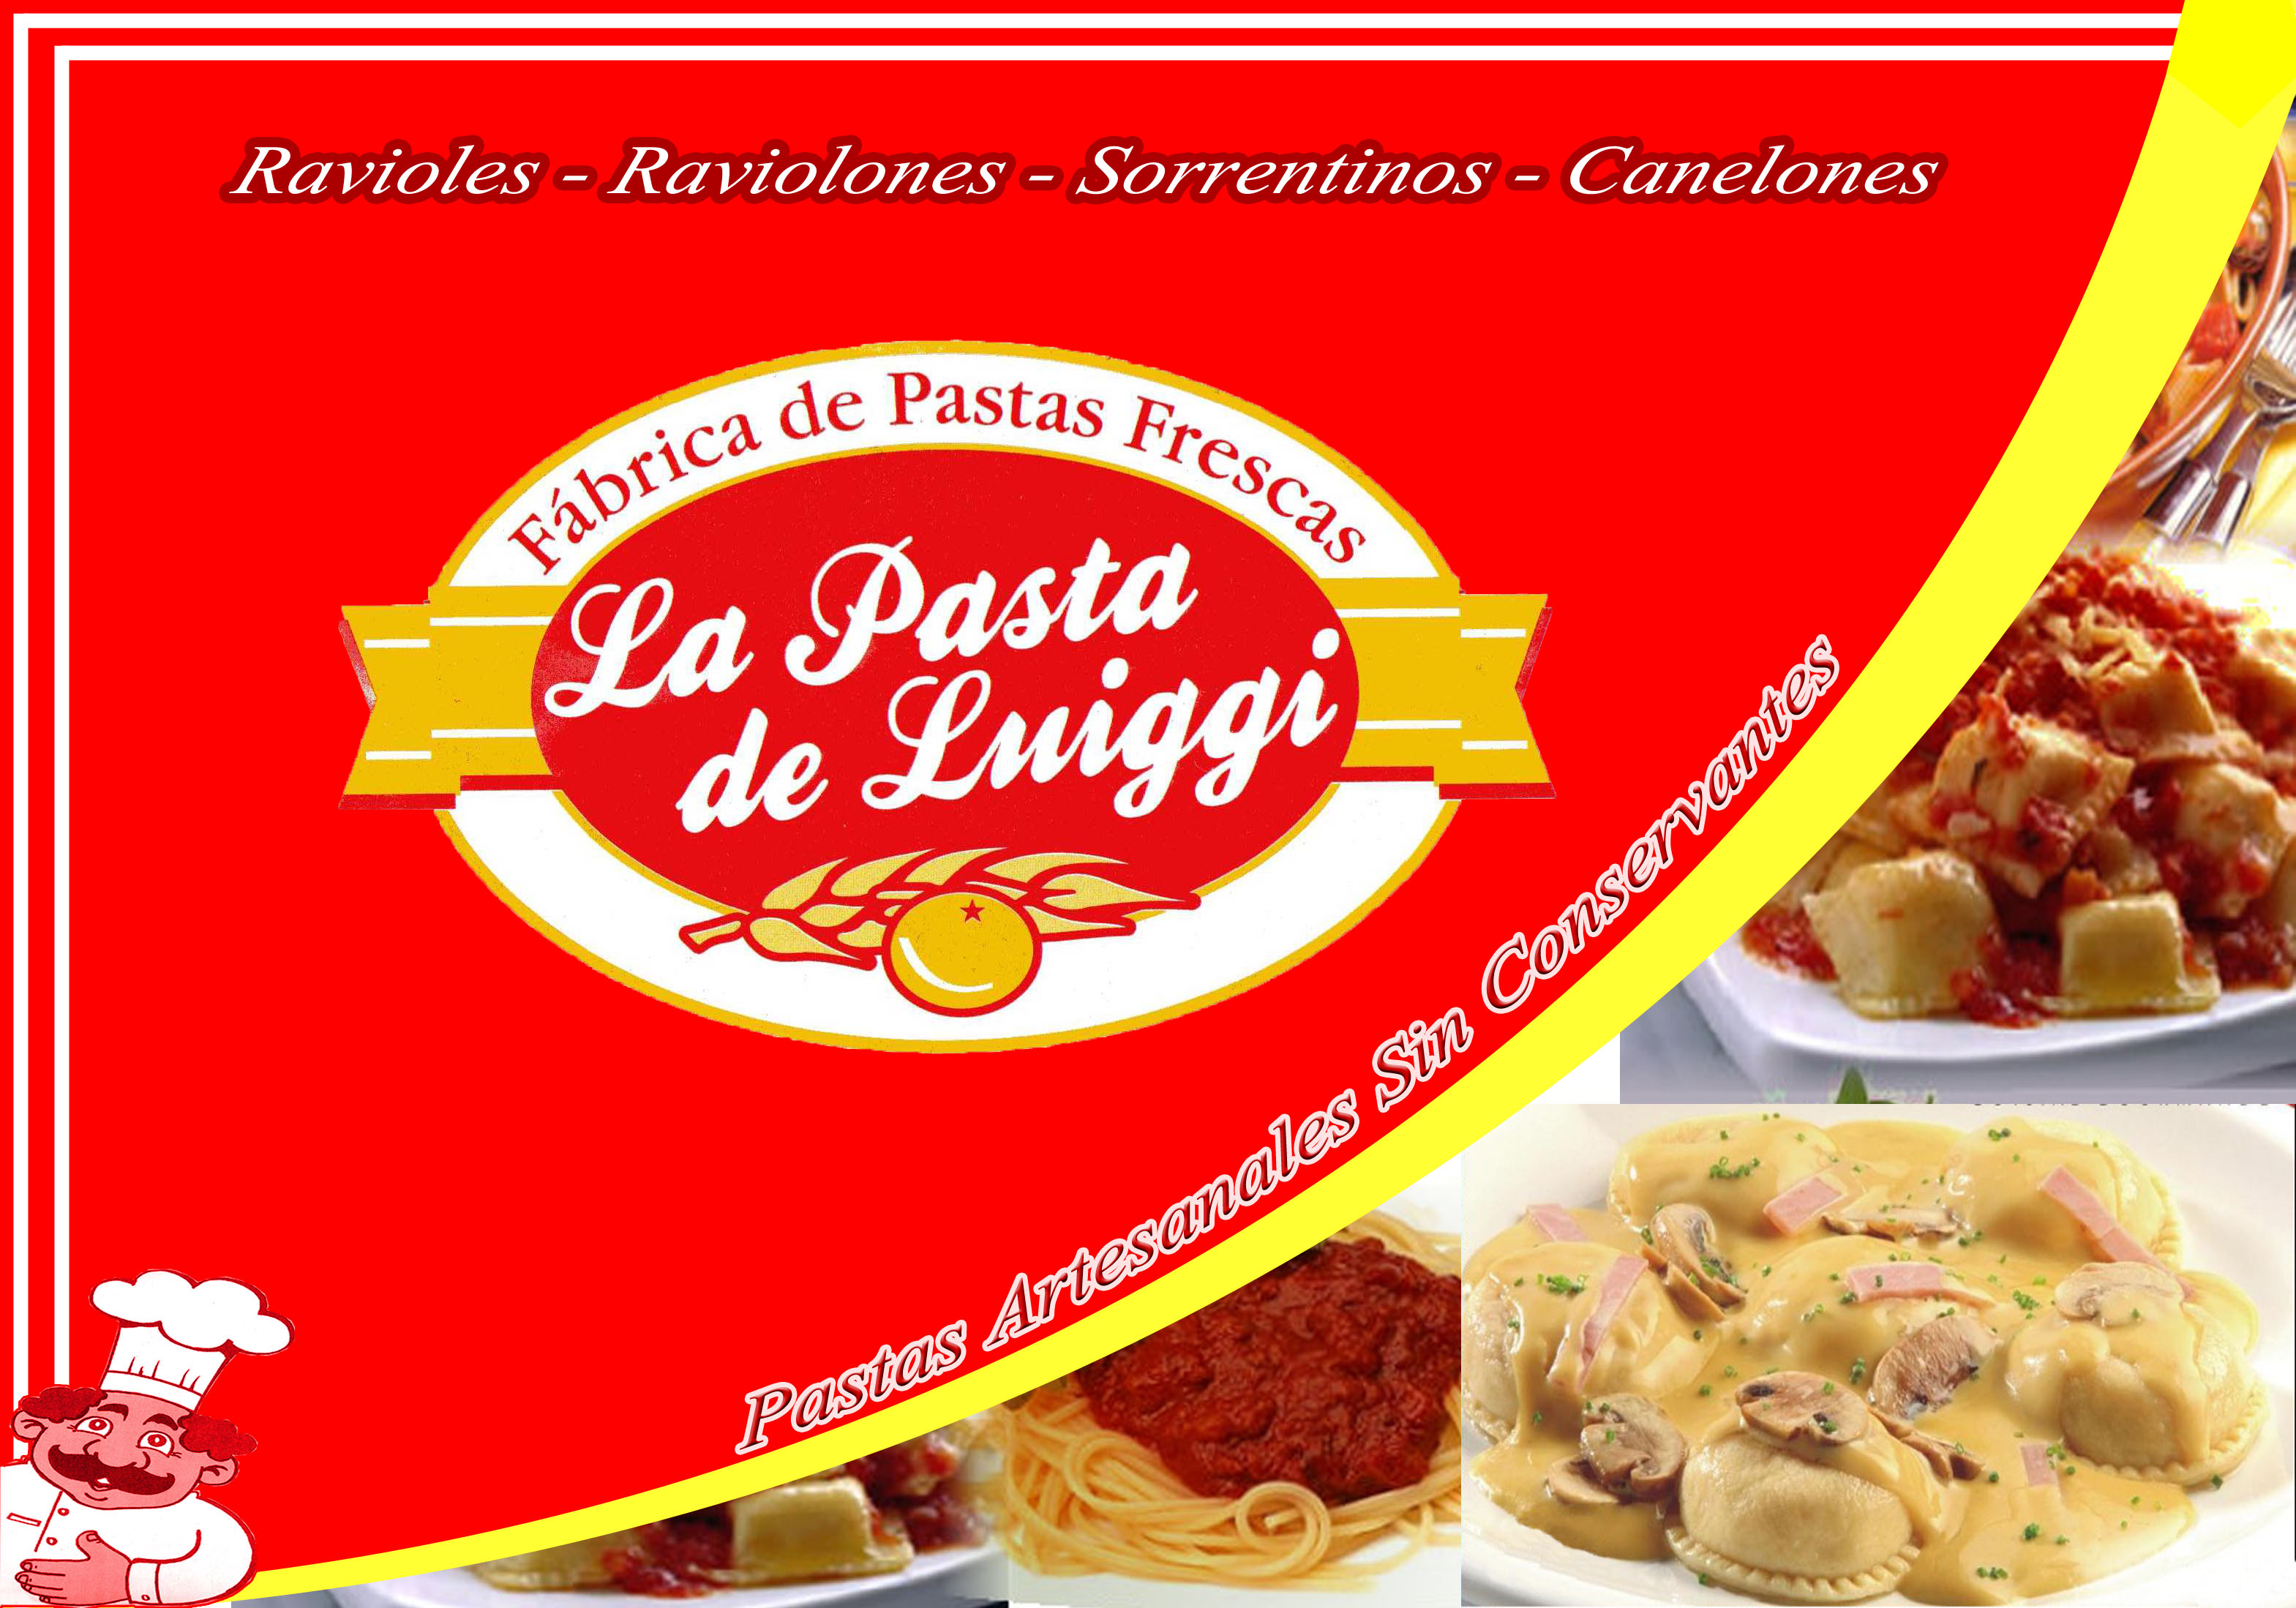 Ravioles - Raviolones - Sorrentinos - Canelones
Fábrica de Pastas Frescas
La Pasta
de Luiggi
Pastas Artesanales Sin Conservantes